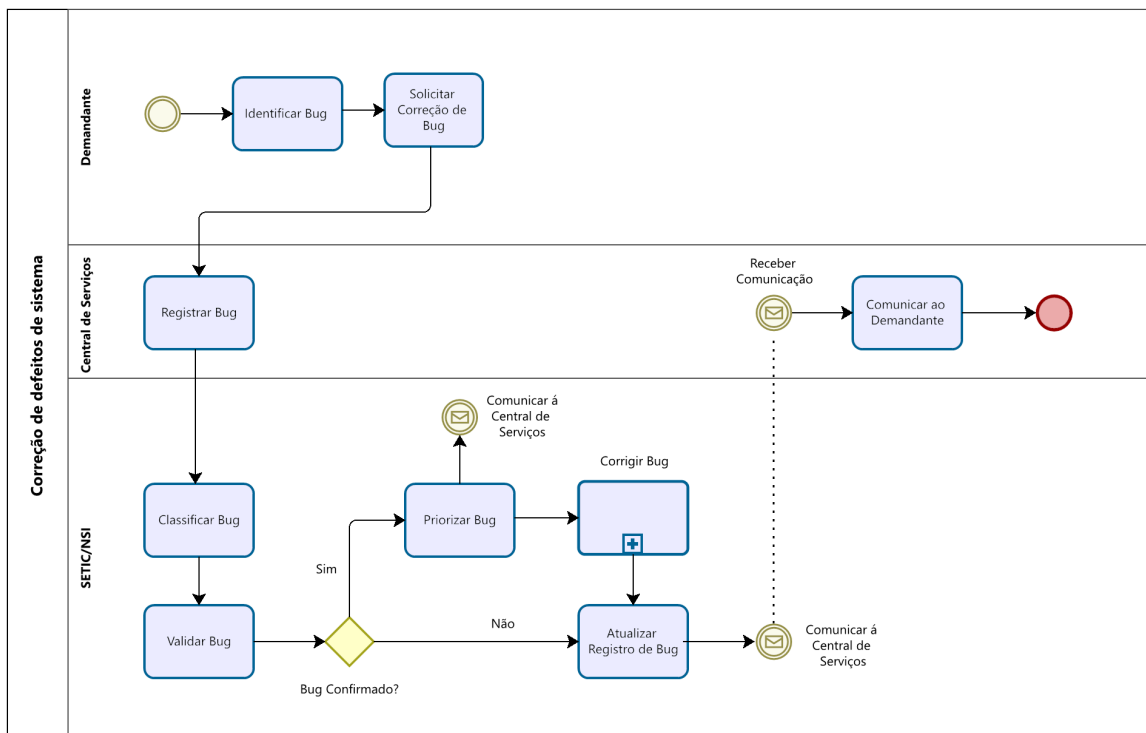 Correção de defeitos de sistema
Demandante
Identificar Bug
Solicitar
Correção de
Bug
Central de Serviços
Registrar Bug
Receber
Comunicação
Comunicar ao
Demandante
SETIC/NSI
Comunicar á
Central de
Serviços
Corrigir Bug
Classificar Bug
Priorizar Bug
Sim
Validar Bug
Bug Confirmado?
Não
Atualizar
Registro de Bug
Comunicar á
Central de
Serviços